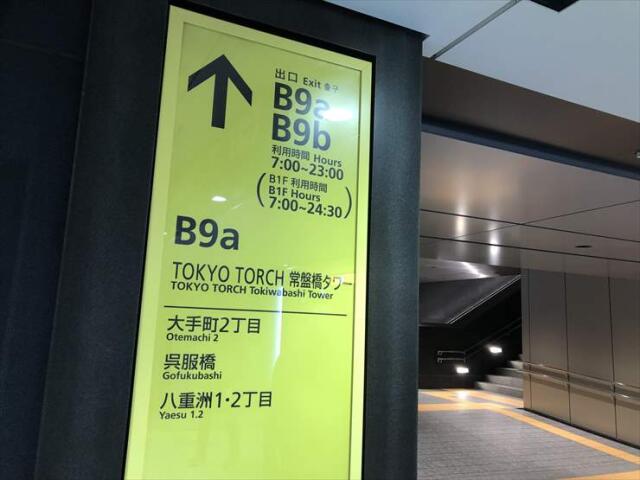 出口 Exit 출구
B9a
B9b
利用時間 Hours
7:00~23:00
(B1F 利用時間
B1F Hours
7:00~24:30)
B9a
TOKYO TORCH 常盤橋タワー
TOKYO TORCH Tokiwabashi Tower
大手町2丁目
Otemachi 2
呉服橋
Gofukubashi
八重洲1・2丁目
Yaesu 1.2